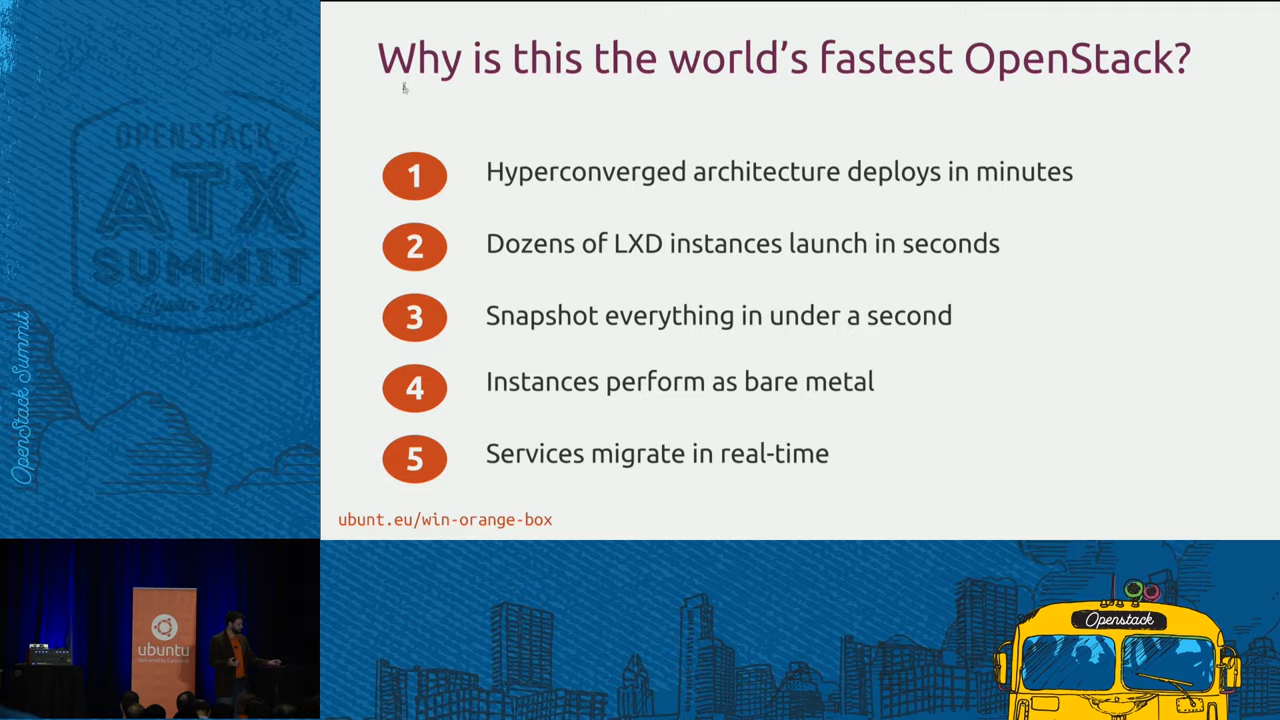 Why is this the world's fastest OpenStack?
1 Hyperconverged architecture deploys in minutes
2 Dozens of LXD instances launch in seconds
3 Snapshot everything in under a second
4 Instances perform as bare metal
5 Services migrate in real-time
ubunt.eu/win-orange-box
OPENSTACK
ATX
SUMMIT
Austin 2016
OpenStack Summit
ubuntu
Openstack